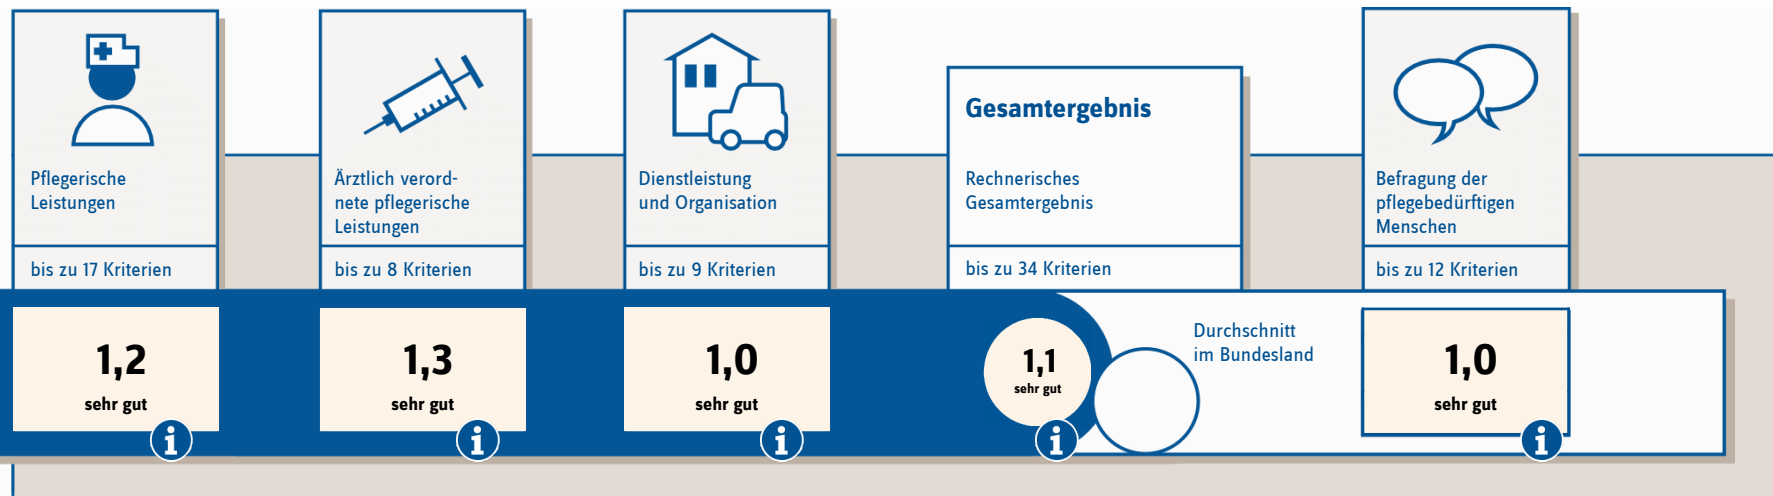 Pflegerische
Leistungen
bis zu 17 Kriterien
1,2
sehr gut
i
Ärztlich verord-
nete pflegerische
Leistungen
bis zu 8 Kriterien
1,3
sehr gut
i
Dienstleistung
und Organisation
bis zu 9 Kriterien
1,0
sehr gut
i
Gesamtergebnis
Rechnerisches
Gesamtergebnis
bis zu 34 Kriterien
1,1
sehr gut
i
Durchschnitt
im Bundesland
Befragung der
pflegebedürftigen
Menschen
bis zu 12 Kriterien
1,0
sehr gut
i